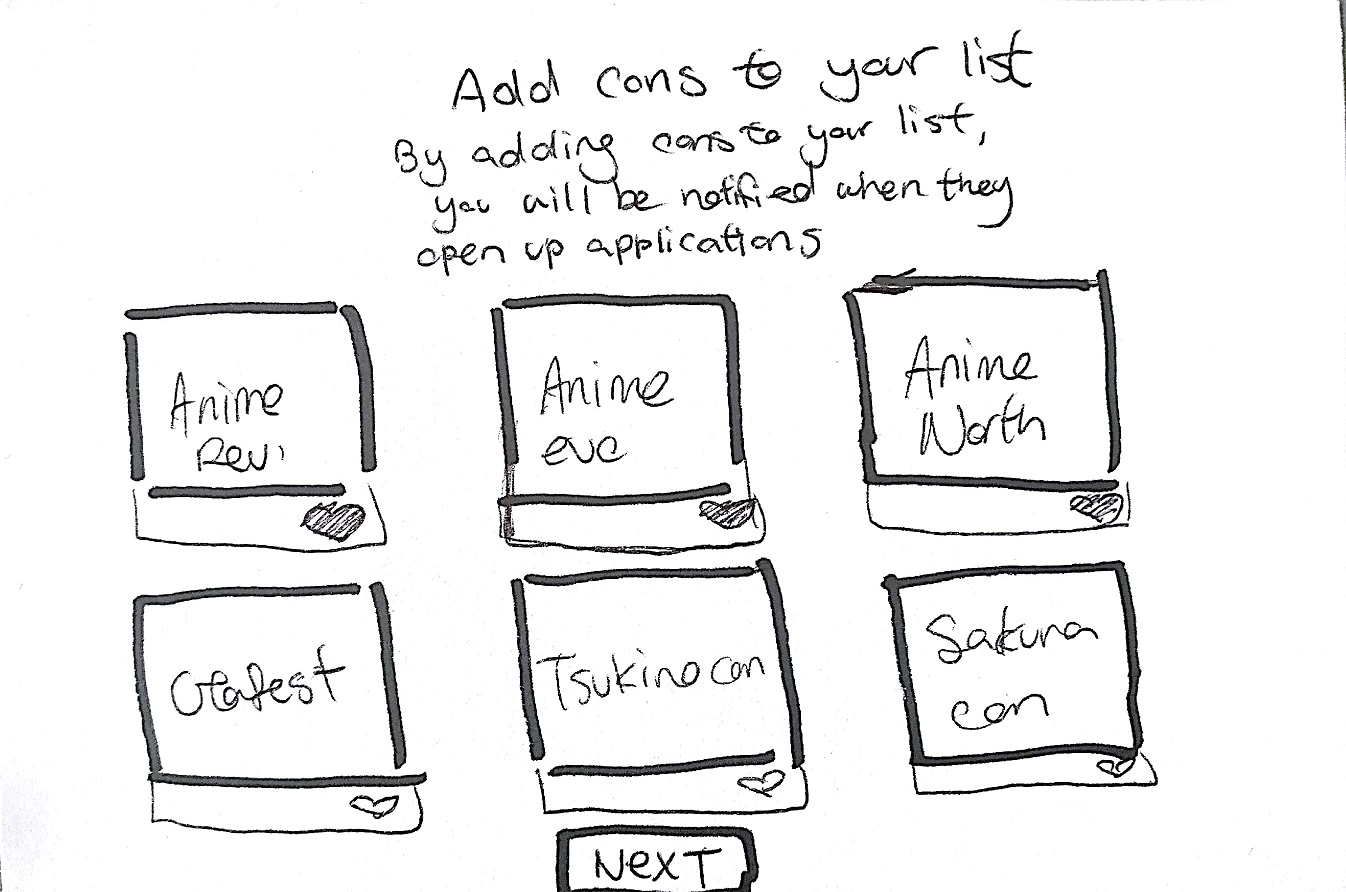 Add cons to your list
By adding cons to your list,
you will be notified when they
open up applications
Anime
Revi
Anime
evo
Anime
North
Otafest
Tsukino con
Sakura
con
Next